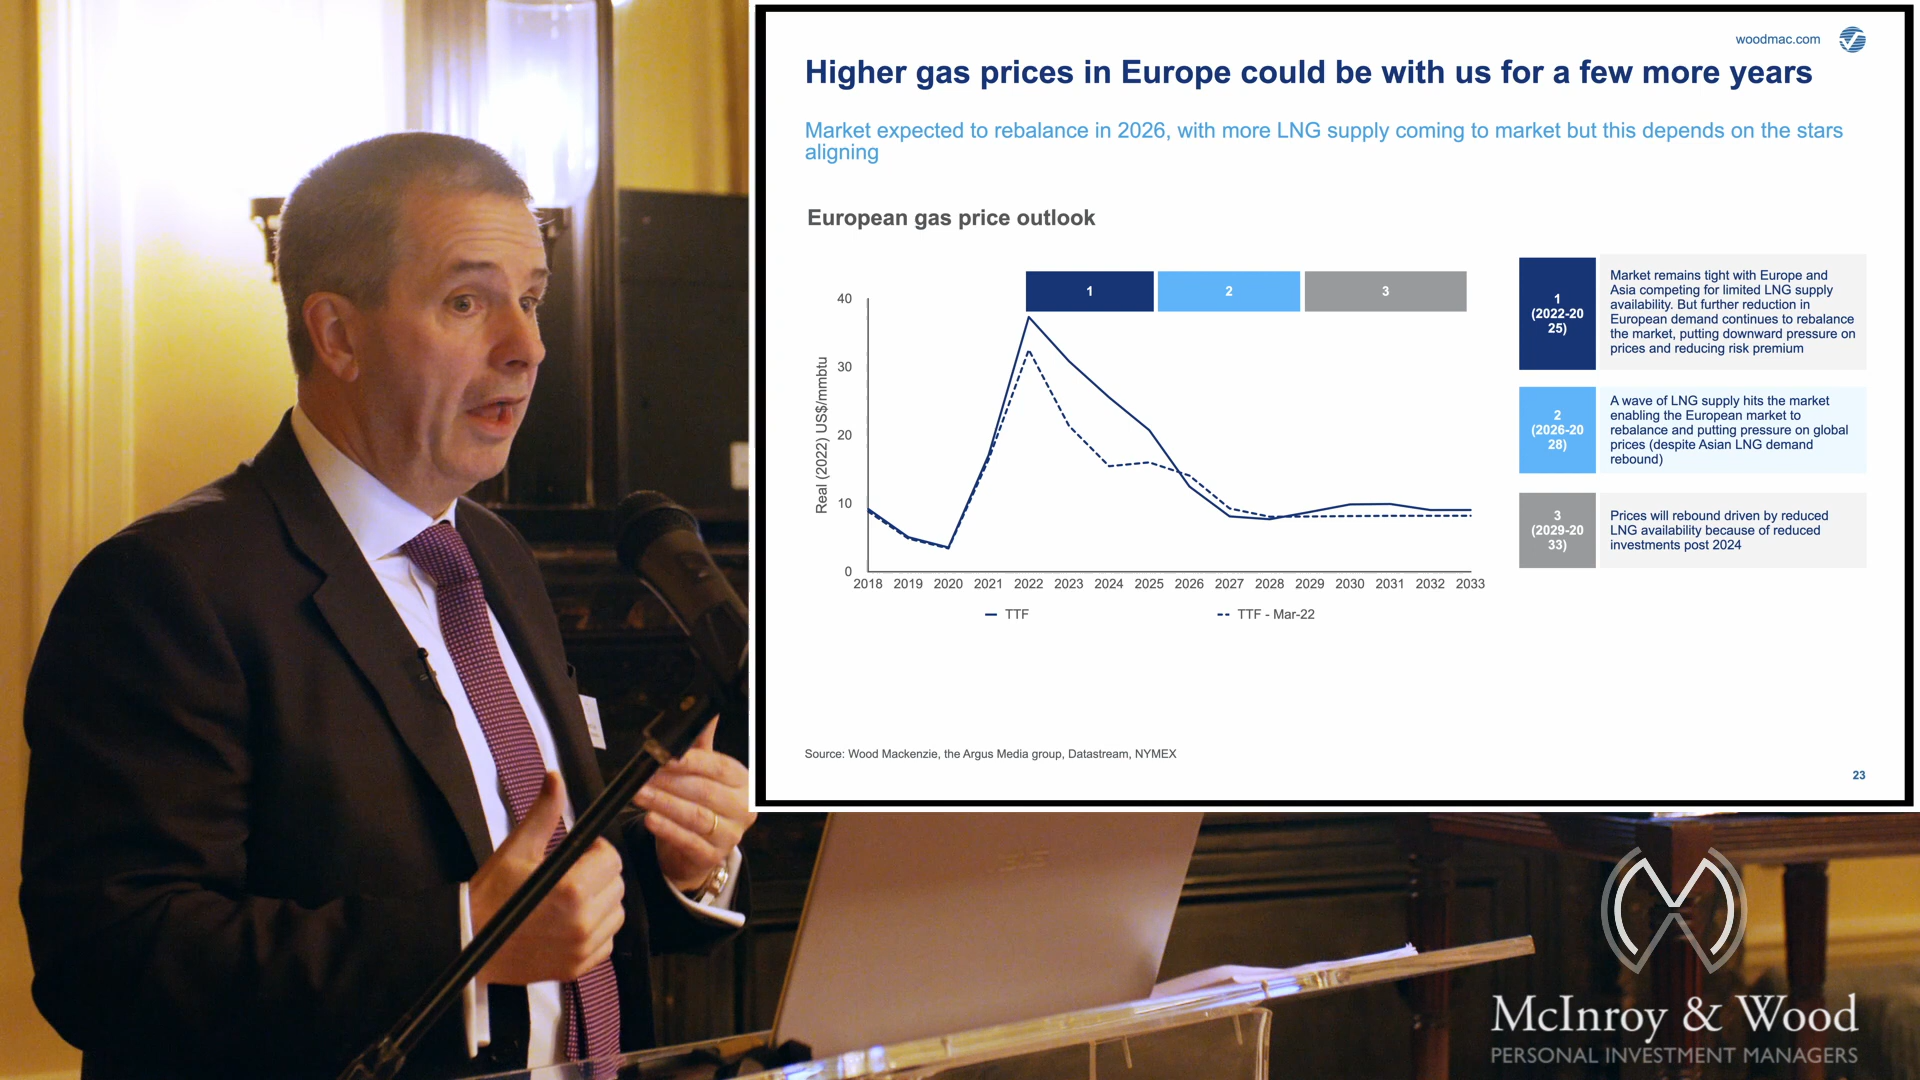 woodmac.com
Higher gas prices in Europe could be with us for a few more years
Market expected to rebalance in 2026, with more LNG supply coming to market but this depends on the stars
aligning
European gas price outlook
1
2
3
40
30
20
10
0
Real (2022) US$/mmbtu
2018 2019 2020 2021 2022 2023 2024 2025 2026 2027 2028 2029 2030 2031 2032 2033
TTF
TTF - Mar-22
1
(2022-20
25)
Market remains tight with Europe and
Asia competing for limited LNG supply
availability. But further reduction in
European demand continues to rebalance
the market, putting downward pressure on
prices and reducing risk premium
2
(2026-20
28)
A wave of LNG supply hits the market
enabling the European market to
rebalance and putting pressure on global
prices (despite Asian LNG demand
rebound)
3
(2029-20
33)
Prices will rebound driven by reduced
LNG availability because of reduced
investments post 2024
Source: Wood Mackenzie, the Argus Media group, Datastream, NYMEX
23
McInroy & Wood
PERSONAL INVESTMENT MANAGERS